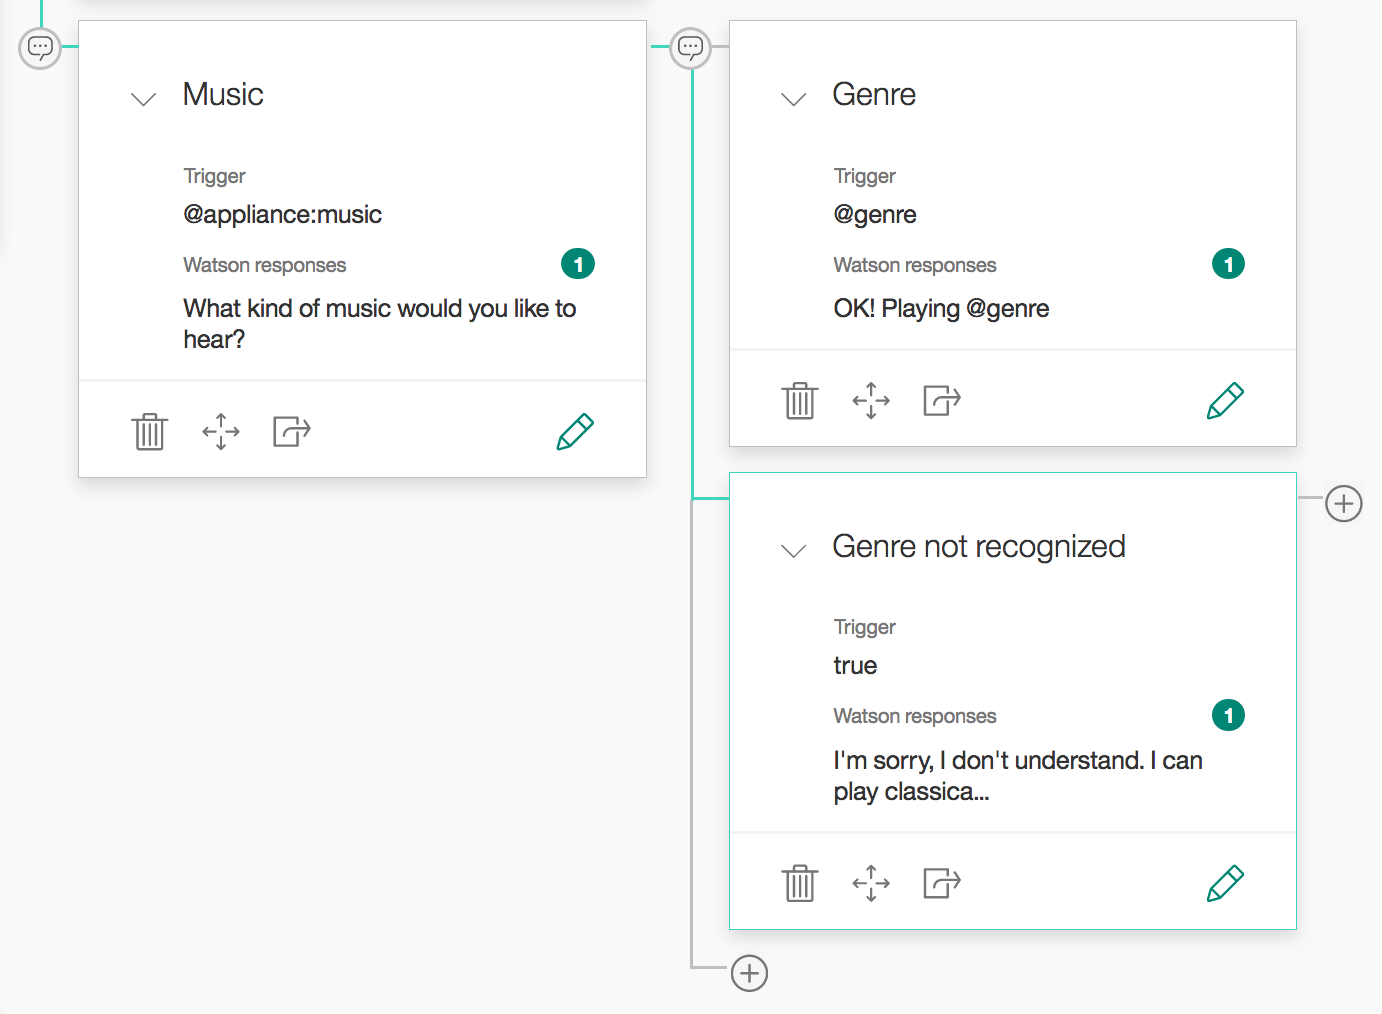 Music
Trigger
@appliance:music
Watson responses 1
What kind of music would you like to
hear?
Genre
Trigger
@genre
Watson responses 1
OK! Playing @genre
Genre not recognized
Trigger
true
Watson responses 1
I'm sorry, I don't understand. I can
play classica...